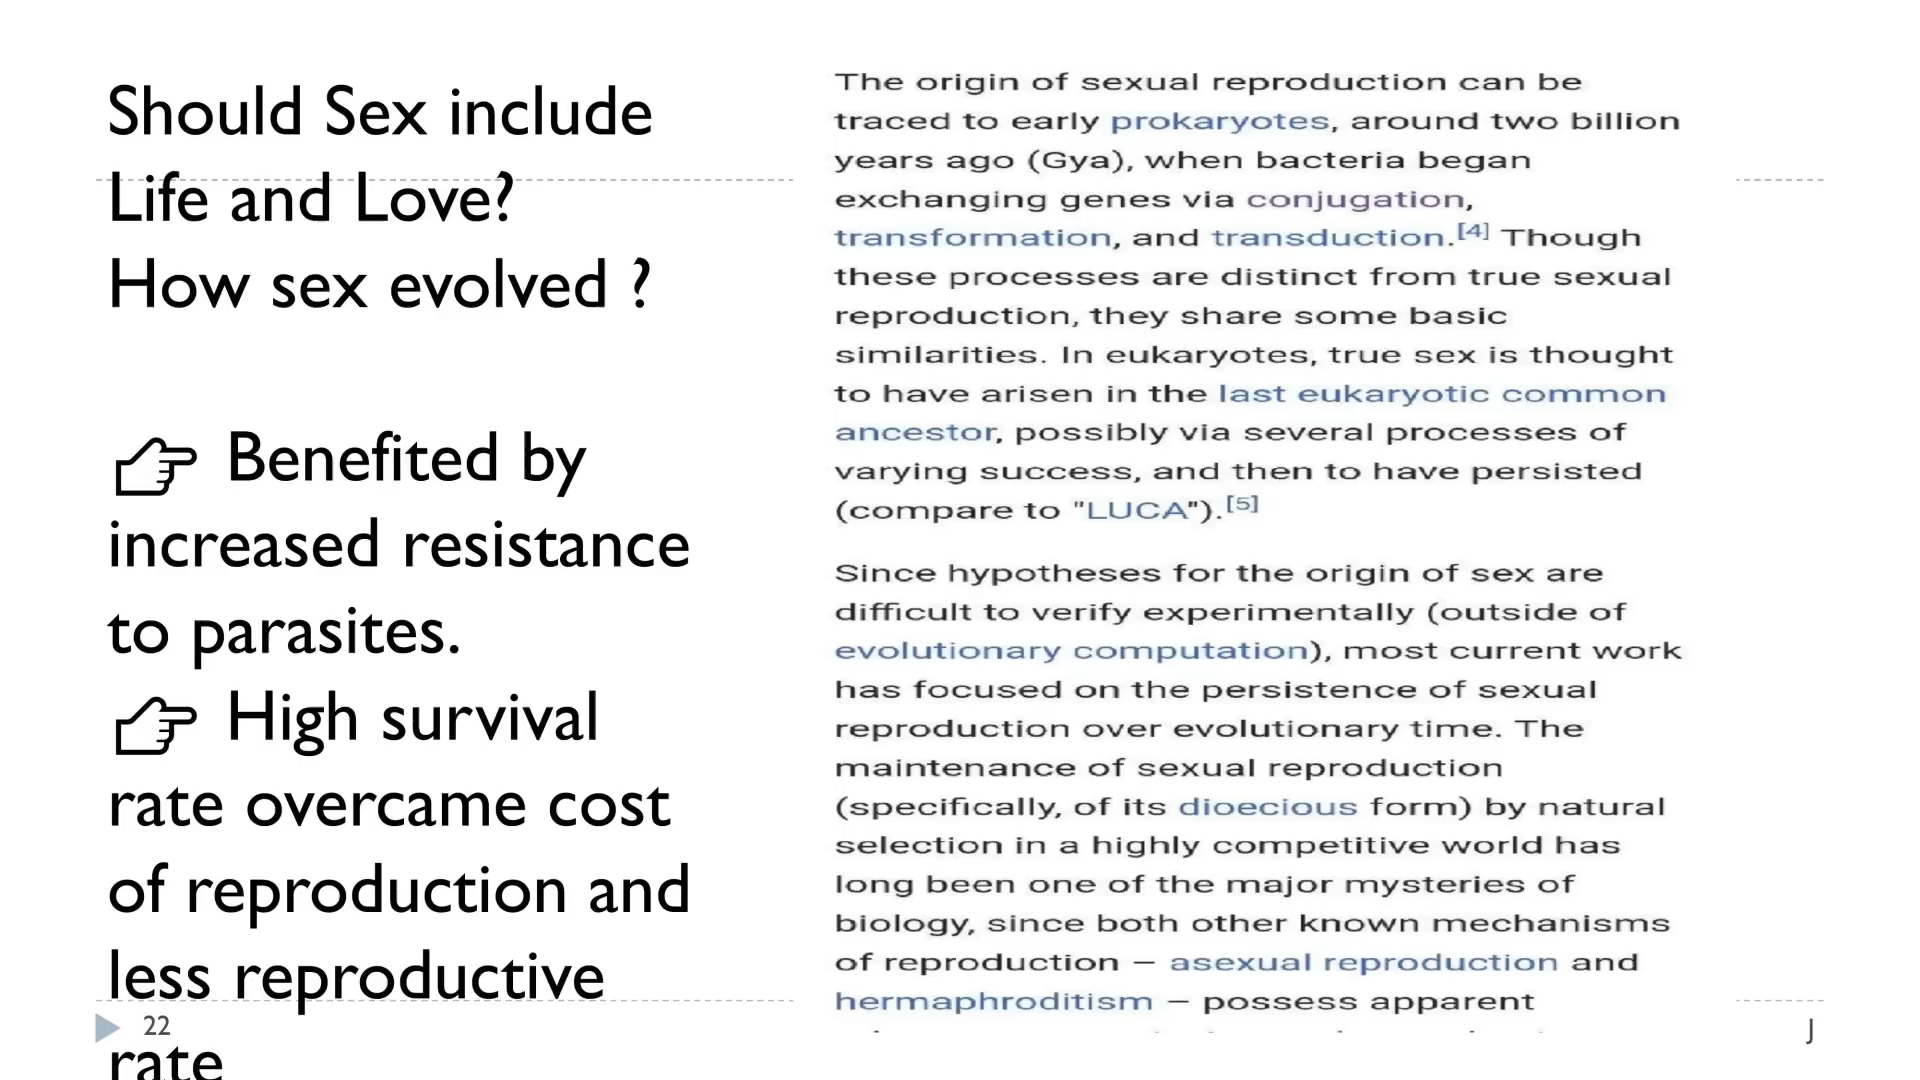 Should Sex include
Life and Love?
How sex evolved ?
👉 Benefited by
increased resistance
to parasites.
👉 High survival
rate overcame cost
of reproduction and
less reproductive
rate
22
The origin of sexual reproduction can be
traced to early prokaryotes, around two billion
years ago (Gya), when bacteria began
exchanging genes via conjugation,
transformation, and transduction.[4] Though
these processes are distinct from true sexual
reproduction, they share some basic
similarities. In eukaryotes, true sex is thought
to have arisen in the last eukaryotic common
ancestor, possibly via several processes of
varying success, and then to have persisted
(compare to "LUCA").[5]
Since hypotheses for the origin of sex are
difficult to verify experimentally (outside of
evolutionary computation), most current work
has focused on the persistence of sexual
reproduction over evolutionary time. The
maintenance of sexual reproduction
(specifically, of its dioecious form) by natural
selection in a highly competitive world has
long been one of the major mysteries of
biology, since both other known mechanisms
of reproduction – asexual reproduction and
hermaphroditism – possess apparent
J